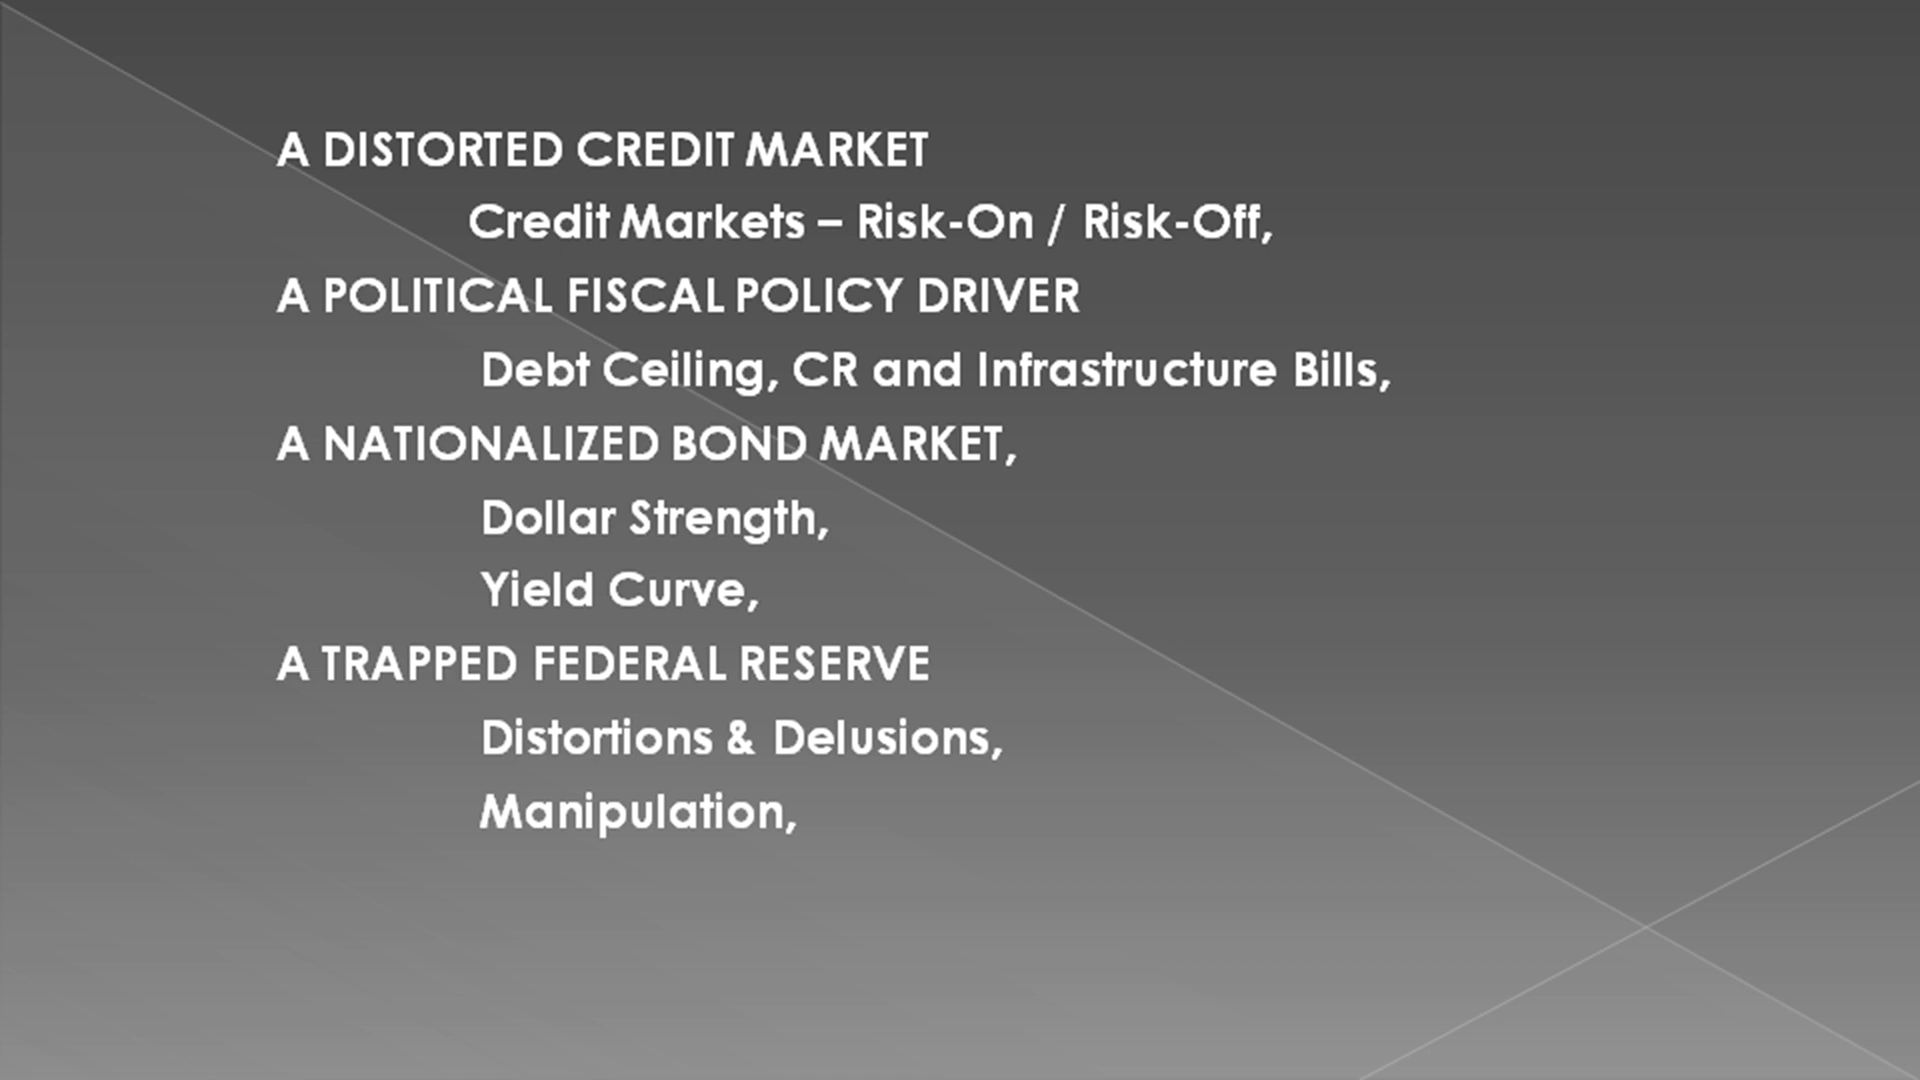 A DISTORTED CREDIT MARKET
Credit Markets – Risk-On / Risk-Off,
A POLITICAL FISCAL POLICY DRIVER
Debt Ceiling, CR and Infrastructure Bills,
A NATIONALIZED BOND MARKET,
Dollar Strength,
Yield Curve,
A TRAPPED FEDERAL RESERVE
Distortions & Delusions,
Manipulation,